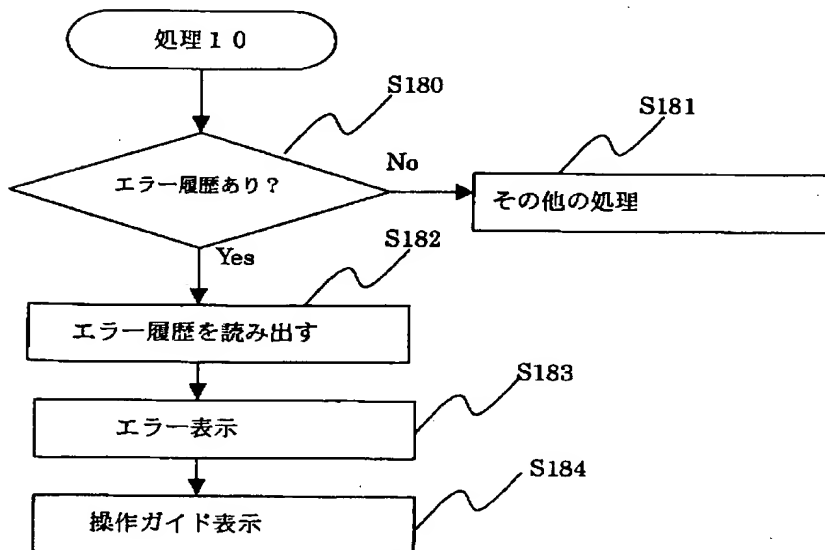 処理１０
S180
S181
エラー履歴あり？
No
その他の処理
Yes
S182
エラー履歴を読み出す
S183
エラー表示
S184
操作ガイド表示